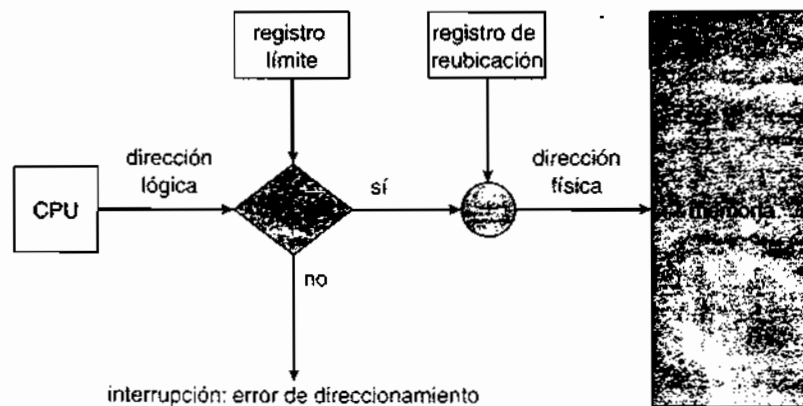 registro
límite
registro de
reubicación
dirección
lógica
CPU
sí
dirección
física
memoria
no
interrupción: error de direccionamiento